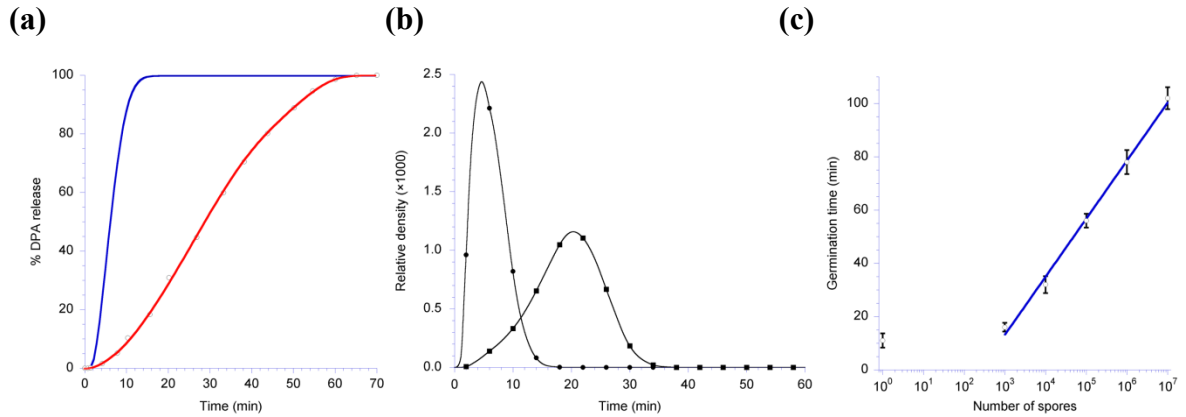 (a)
% DPA release
100
80
60
40
20
0
0 10 20 30 40 50 60 70
Time (min)
(b)
Relative density (×1000)
2.5
2.0
1.5
1.0
0.5
0.0
0 10 20 30 40 50 60
Time (min)
(c)
Germination time (min)
100
80
60
40
20
0
10⁰ 10¹ 10² 10³ 10⁴ 10⁵ 10⁶ 10⁷
Number of spores